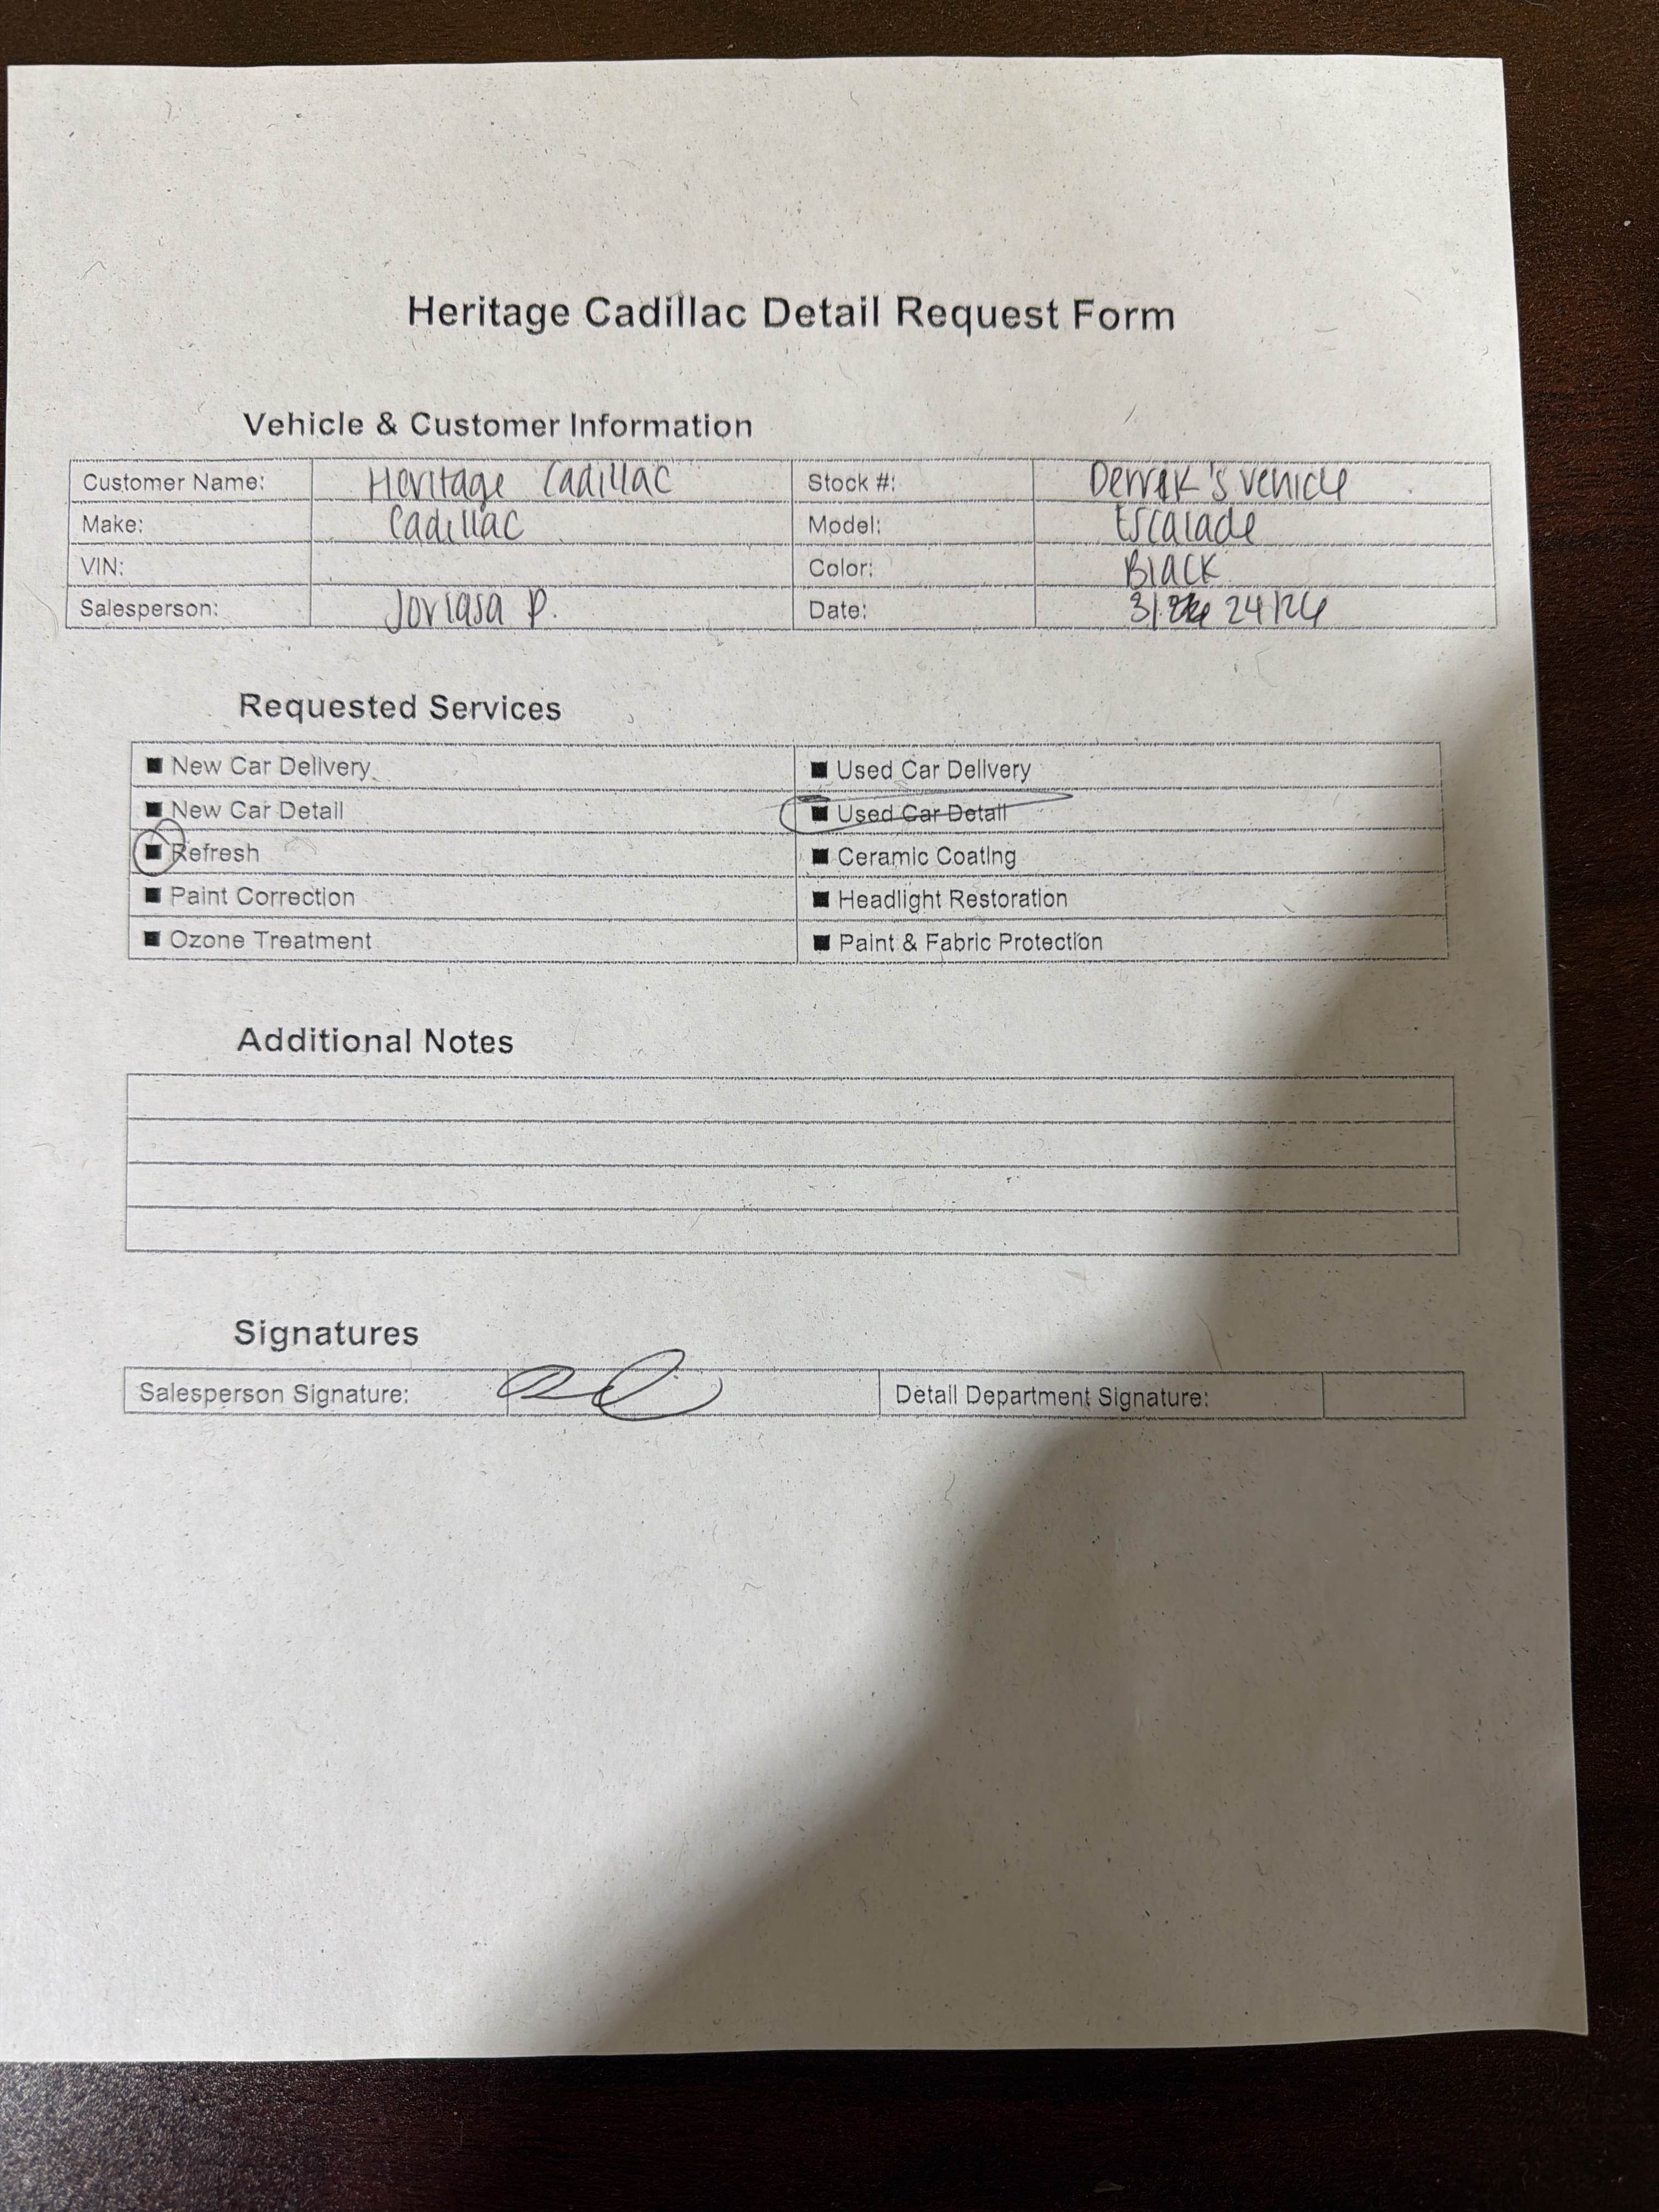 Heritage Cadillac Detail Request Form
Vehicle & Customer Information
Customer Name: Heritage Cadillac Stock #: Derrek's vehicle
Make: Cadillac Model: Escalade
VIN: Color: Black
Salesperson: P. Date: 3/ 24/26
Requested Services
New Car Delivery Used Car Delivery
New Car Detail Used Car Detail
Refresh Ceramic Coating
Paint Correction Headlight Restoration
Ozone Treatment Paint & Fabric Protection
Additional Notes
Signatures
Salesperson Signature: Detail Department Signature: